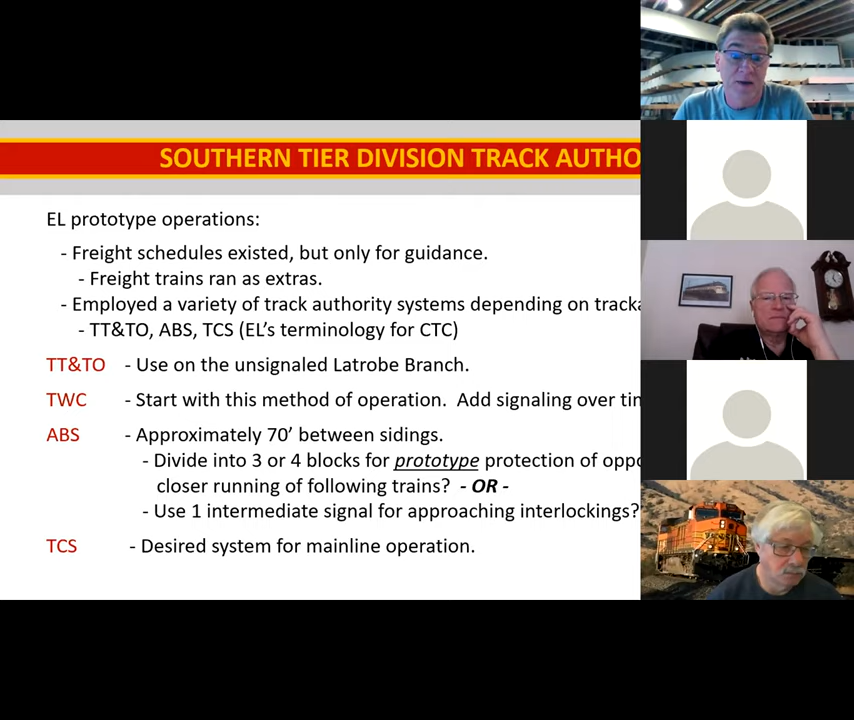 SOUTHERN TIER DIVISION TRACK AUTHO
EL prototype operations:
- Freight schedules existed, but only for guidance.
- Freight trains ran as extras.
- Employed a variety of track authority systems depending on tracka
- TT&TO, ABS, TCS (EL’s terminology for CTC)
TT&TO - Use on the unsignaled Latrobe Branch.
TWC - Start with this method of operation. Add signaling over tim
ABS - Approximately 70’ between sidings.
- Divide into 3 or 4 blocks for prototype protection of oppo
closer running of following trains? - OR -
- Use 1 intermediate signal for approaching interlockings?
TCS - Desired system for mainline operation.